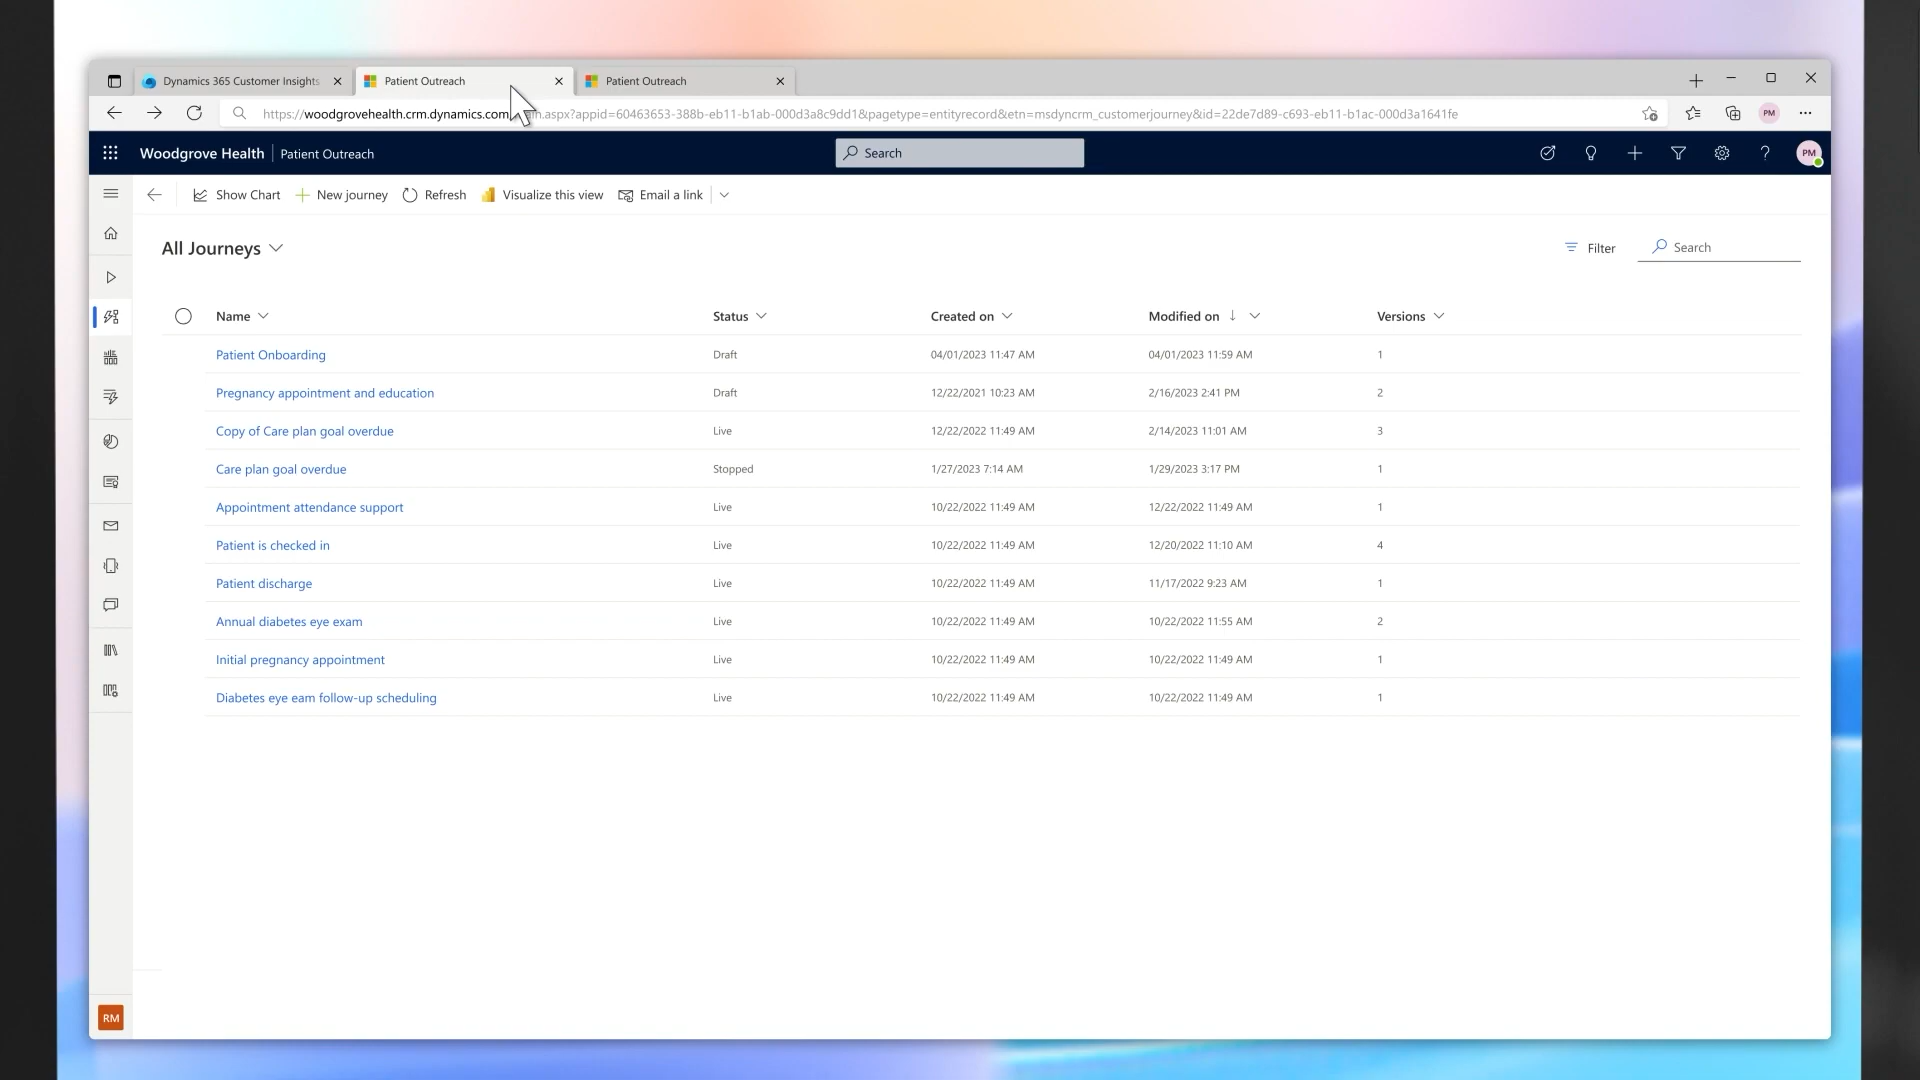 Dynamics 365 Customer Insights
Patient Outreach
Patient Outreach
https://woodgrovehealth.crm.dynamics.com .aspx?appid=60463653-388b-eb11-b1ab-000d3a8c9dd1&pagetype=entityrecord&etn=msdyncrm_customerjourney&id=22de7d89-c693-eb11-b1ac-000d3a1641fe
PM
Woodgrove Health Patient Outreach
Search
PM
Show Chart New journey Refresh Visualize this view Email a link
All Journeys
Filter Search
Name Status Created on Modified on Versions
Patient Onboarding Draft 04/01/2023 11:47 AM 04/01/2023 11:59 AM 1
Pregnancy appointment and education Draft 12/22/2021 10:23 AM 2/16/2023 2:41 PM 2
Copy of Care plan goal overdue Live 12/22/2022 11:49 AM 2/14/2023 11:01 AM 3
Care plan goal overdue Stopped 1/27/2023 7:14 AM 1/29/2023 3:17 PM 1
Appointment attendance support Live 10/22/2022 11:49 AM 12/22/2022 11:49 AM 1
Patient is checked in Live 10/22/2022 11:49 AM 12/20/2022 11:10 AM 4
Patient discharge Live 10/22/2022 11:49 AM 11/17/2022 9:23 AM 1
Annual diabetes eye exam Live 10/22/2022 11:49 AM 10/22/2022 11:55 AM 2
Initial pregnancy appointment Live 10/22/2022 11:49 AM 10/22/2022 11:49 AM 1
Diabetes eye eam follow-up scheduling Live 10/22/2022 11:49 AM 10/22/2022 11:49 AM 1
RM